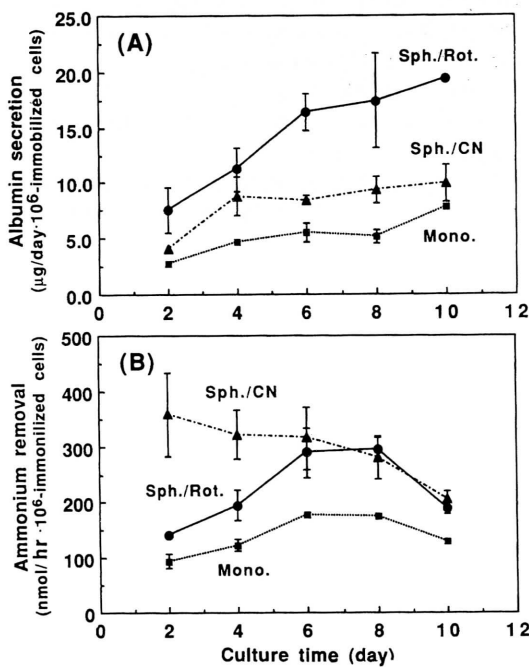 (A)
Sph./Rot.
Sph./CN
Mono.
Albumin secretion
(µg/day·10⁶-immobilized cells)
25.0
20.0
15.0
10.0
5.0
0.0
0 2 4 6 8 10 12
(B)
Sph./CN
Sph./Rot.
Mono.
Ammonium removal
(nmol/hr·10⁶-immonilized cells)
500
400
300
200
100
0
0 2 4 6 8 10 12
Culture time (day)